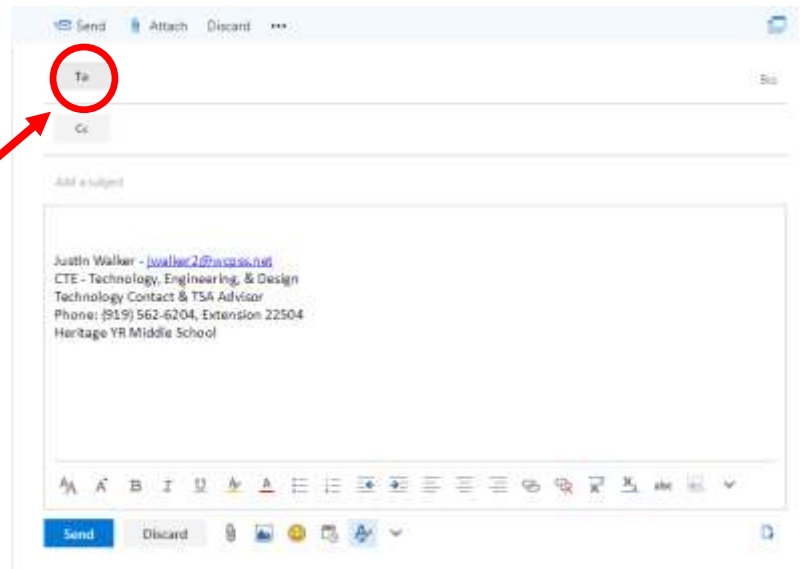 Send Attach Discard •••
To
Bcc
Cc
Add a subject
Justin Walker - jwalker2@wcpss.net
CTE - Technology, Engineering, & Design
Technology Contact & TSA Advisor
Phone: (919) 562-6204, Extension 22504
Heritage YR Middle School
B I U A abc
Send Discard